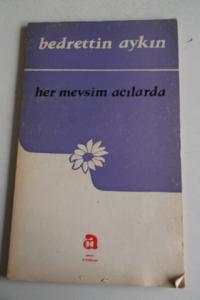 bedrettin aykın
her mevsim acılarda
a